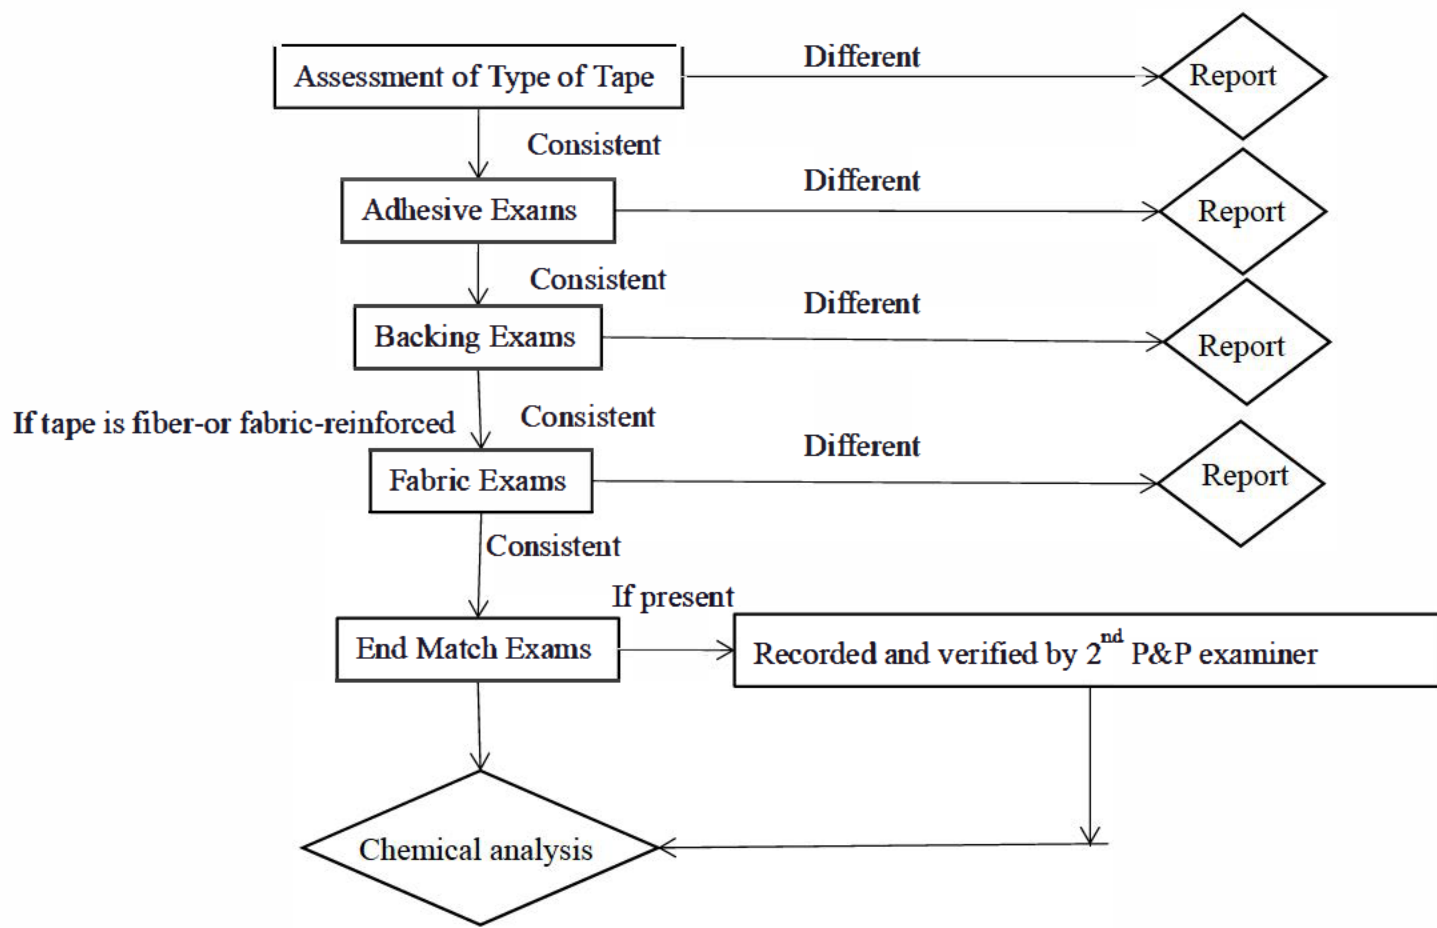 Different
Assessment of Type of Tape
Report
Consistent
Different
Adhesive Exams
Report
Consistent
Different
Backing Exams
Report
If tape is fiber-or fabric-reinforced
Consistent
Different
Fabric Exams
Report
Consistent
If present
End Match Exams
Recorded and verified by 2nd P&P examiner
Chemical analysis